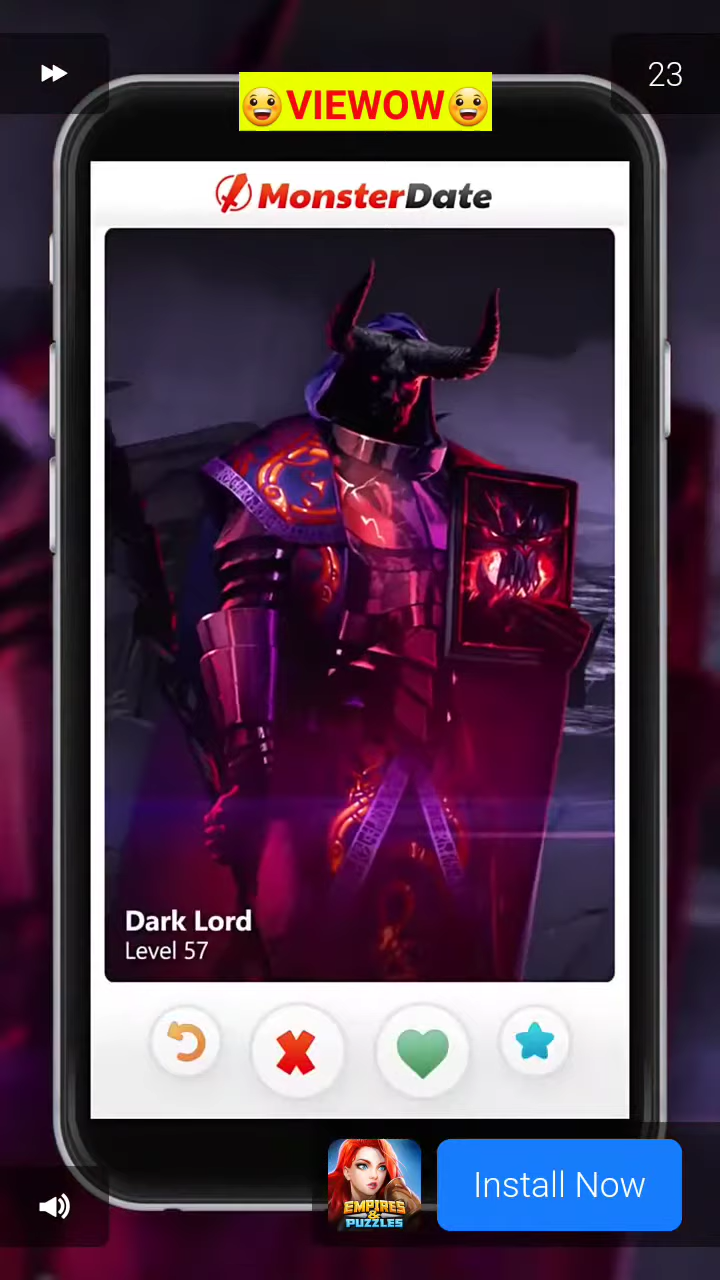 23
😀VIEWOW😀
MonsterDate
Dark Lord
Level 57
EMPIRES
&
PUZZLES
Install Now